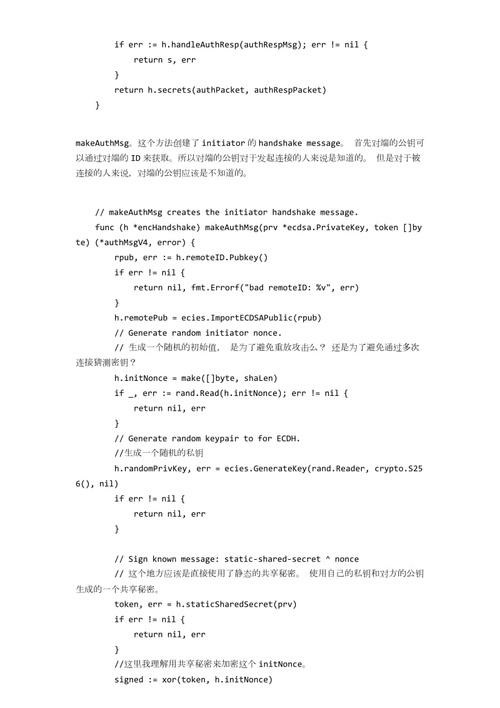 if err := h.handleAuthResp(authRespMsg); err != nil {
return s, err
}
return h.secrets(authPacket, authRespPacket)
}
makeAuthMsg。这个方法创建了 initiator 的 handshake message。 首先对端的公钥可
以通过对端的 ID 来获取。所以对端的公钥对于发起连接的人来说是知道的。 但是对于被
连接的人来说，对端的公钥应该是不知道的。
// makeAuthMsg creates the initiator handshake message.
func (h *encHandshake) makeAuthMsg(prv *ecdsa.PrivateKey, token []by
te) (*authMsgV4, error) {
rpub, err := h.remoteID.Pubkey()
if err != nil {
return nil, fmt.Errorf("bad remoteID: %v", err)
}
h.remotePub = ecies.ImportECDSAPublic(rpub)
// Generate random initiator nonce.
// 生成一个随机的初始值， 是为了避免重放攻击么？ 还是为了避免通过多次
连接猜测密钥？
h.initNonce = make([]byte, shaLen)
if _, err := rand.Read(h.initNonce); err != nil {
return nil, err
}
// Generate random keypair to for ECDH.
//生成一个随机的私钥
h.randomPrivKey, err = ecies.GenerateKey(rand.Reader, crypto.S25
6(), nil)
if err != nil {
return nil, err
}
// Sign known message: static-shared-secret ^ nonce
// 这个地方应该是直接使用了静态的共享秘密。 使用自己的私钥和对方的公钥
生成的一个共享秘密。
token, err = h.staticSharedSecret(prv)
if err != nil {
return nil, err
}
//这里我理解用共享秘密来加密这个 initNonce。
signed := xor(token, h.initNonce)